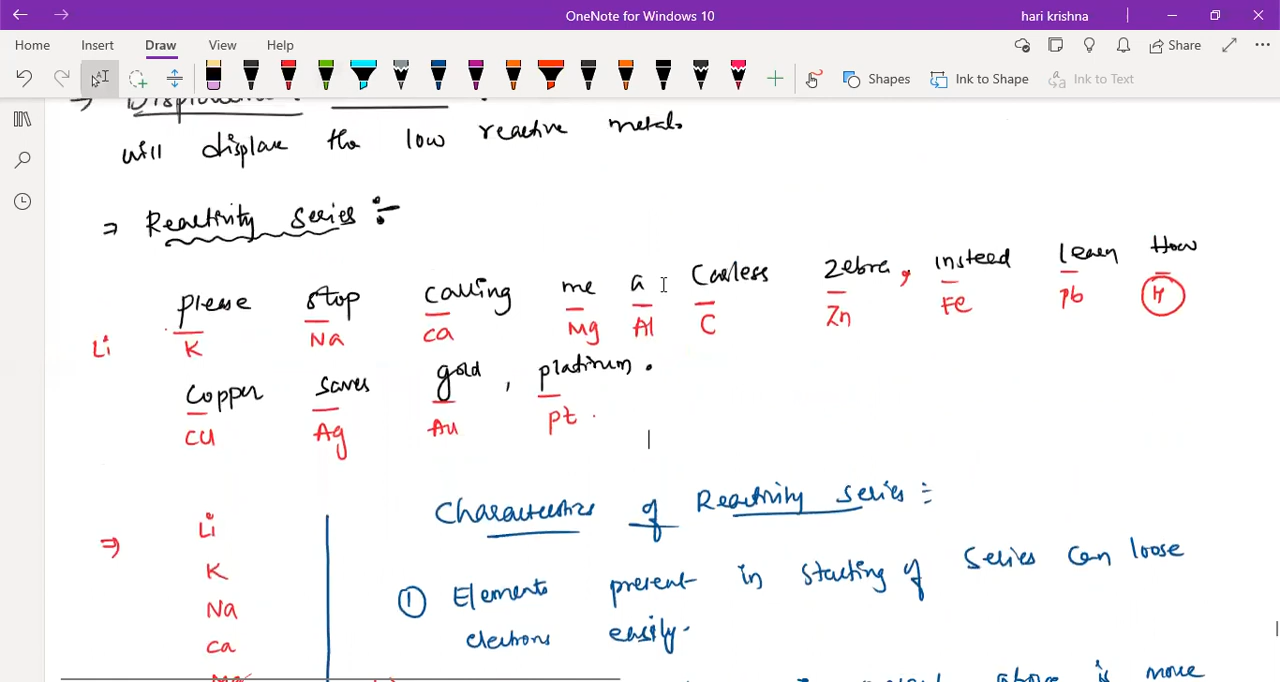 OneNote for Windows 10
hari krishna
Home Insert Draw View Help
Share
Shapes Ink to Shape Ink to Text
will displace the low reactive metals
⇒ Reactivity series ÷
please stop calling me a Careless Zebra, instead learn How
Li K Na Ca Mg Al C Zn Fe Pb H
Copper saves gold, platinum.
Cu Ag Au Pt.
Characteristics of Reactivity series ÷
⇒ Li
K
Na
Ca
① Elements present in starting of series can loose
electrons easily.
above is more